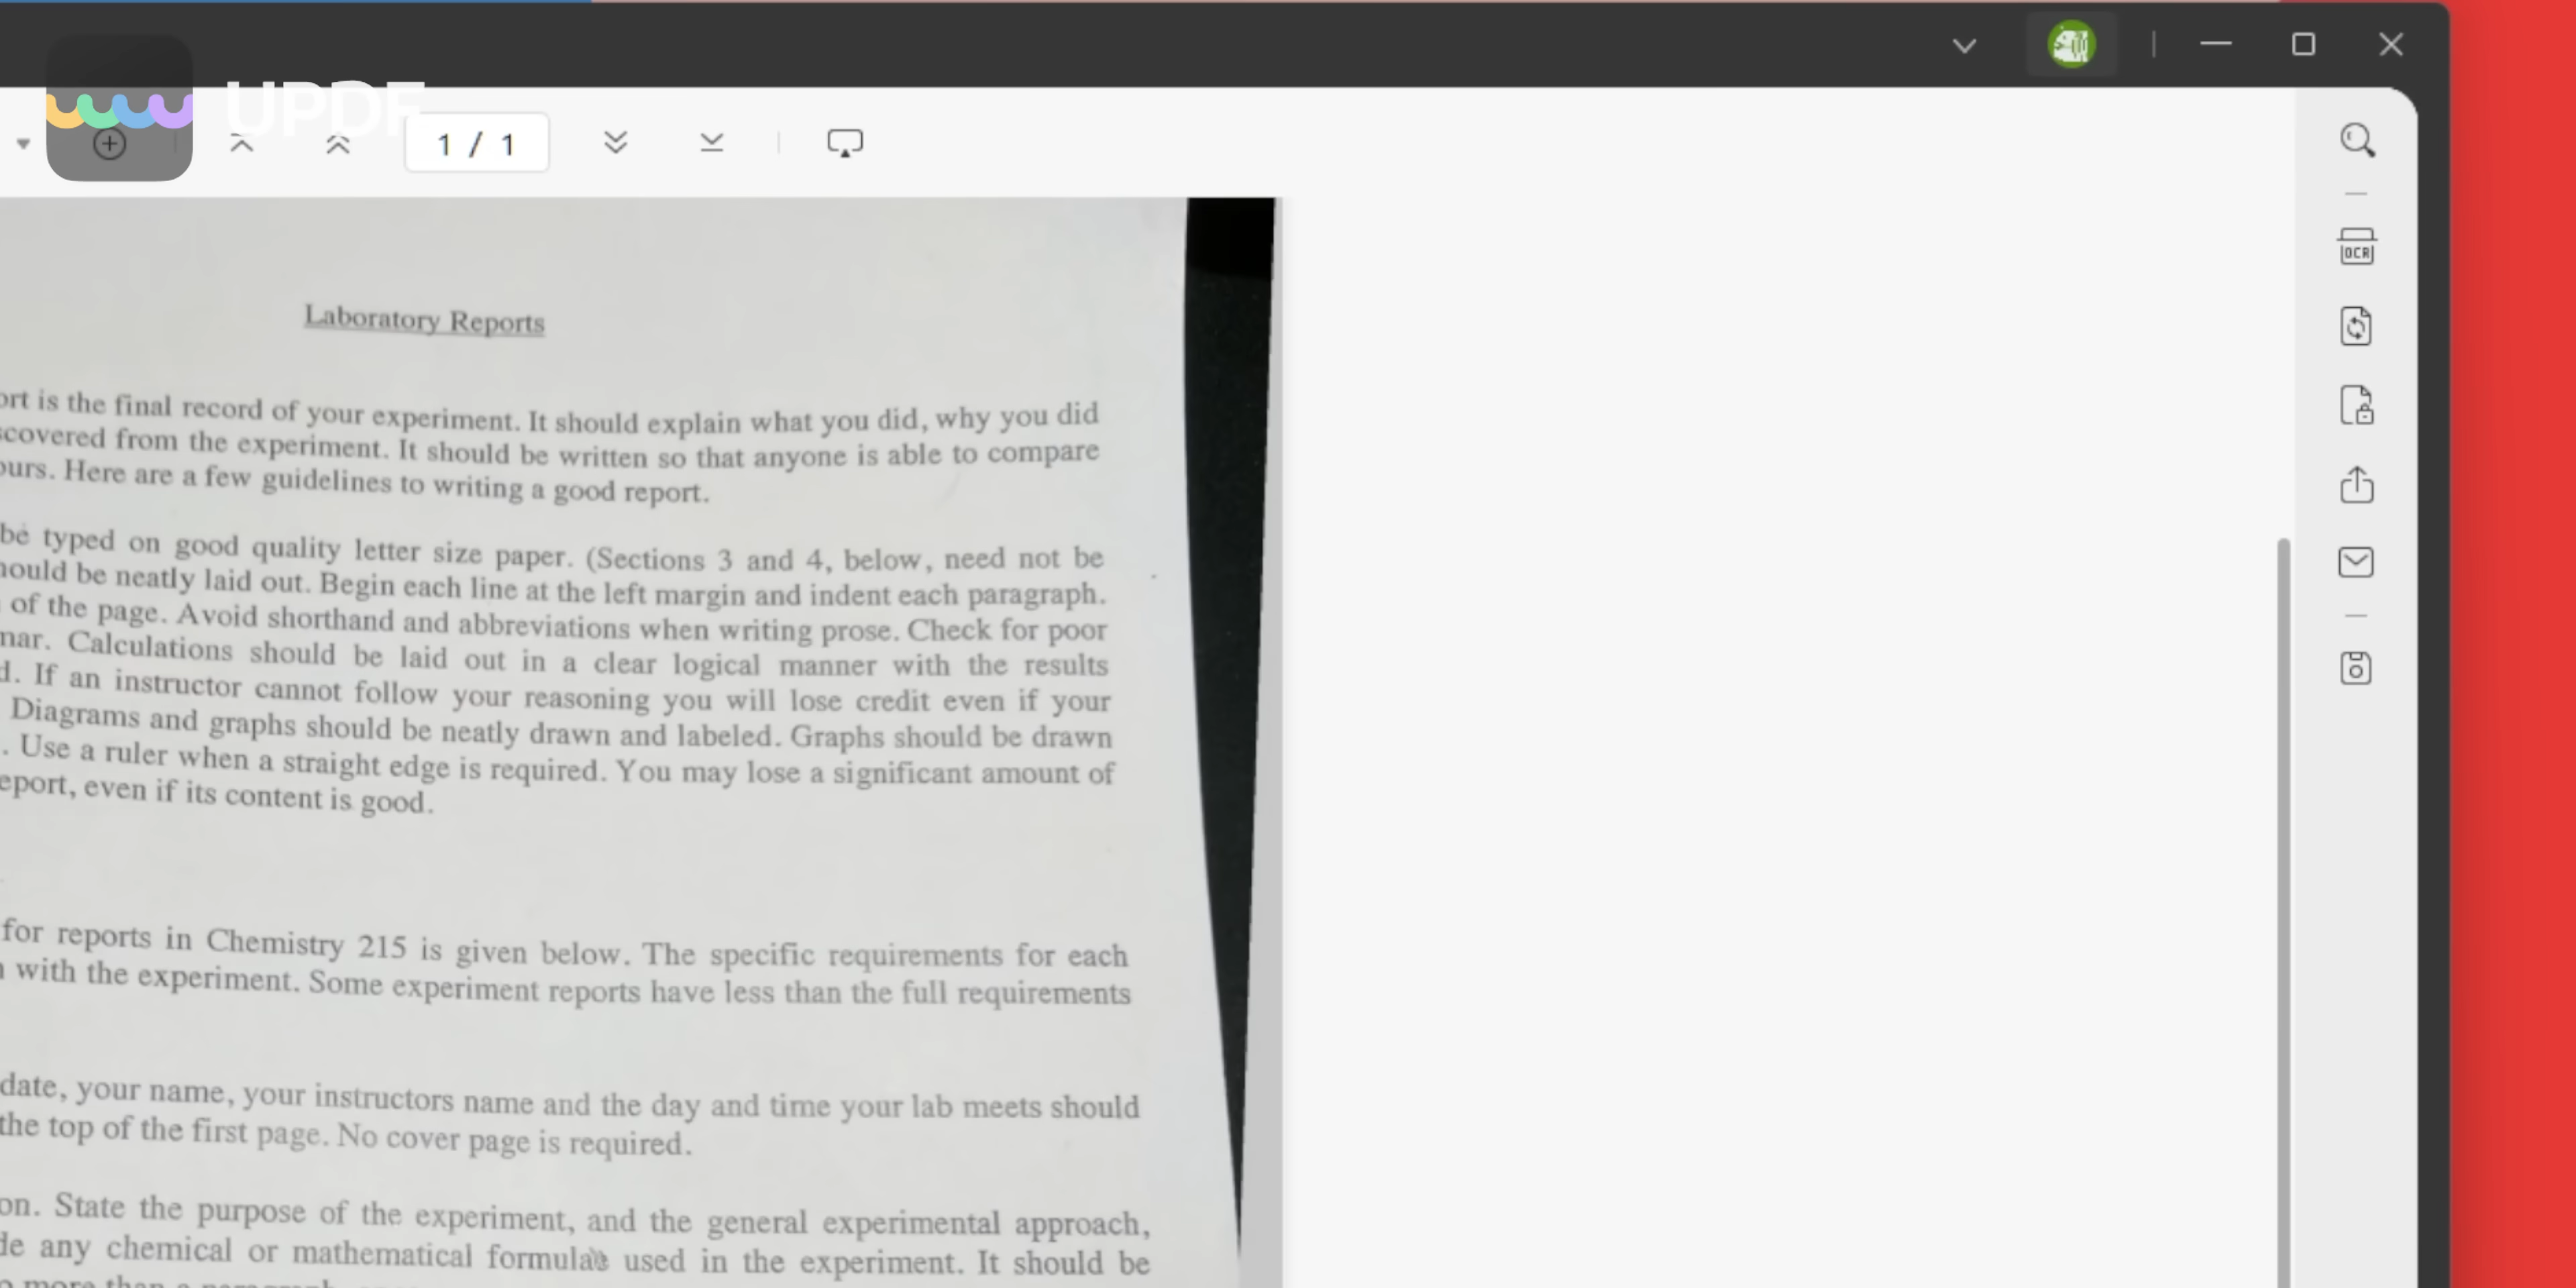 UPDF
1 / 1
OCR
Laboratory Reports
is the final record of your experiment. It should explain what you did, why you did
from the experiment. It should be written so that anyone is able to compare
Here are a few guidelines to writing a good report.
be typed on good quality letter size paper. (Sections 3 and 4, below, need not be
should be neatly laid out. Begin each line at the left margin and indent each paragraph.
of the page. Avoid shorthand and abbreviations when writing prose. Check for poor
Calculations should be laid out in a clear logical manner with the results
If an instructor cannot follow your reasoning you will lose credit even if your
Diagrams and graphs should be neatly drawn and labeled. Graphs should be drawn
. Use a ruler when a straight edge is required. You may lose a significant amount of
eport, even if its content is good.
for reports in Chemistry 215 is given below. The specific requirements for each
with the experiment. Some experiment reports have less than the full requirements
date, your name, your instructors name and the day and time your lab meets should
the top of the first page. No cover page is required.
on. State the purpose of the experiment, and the general experimental approach,
any chemical or mathematical formulae used in the experiment. It should be
more than a paragraph